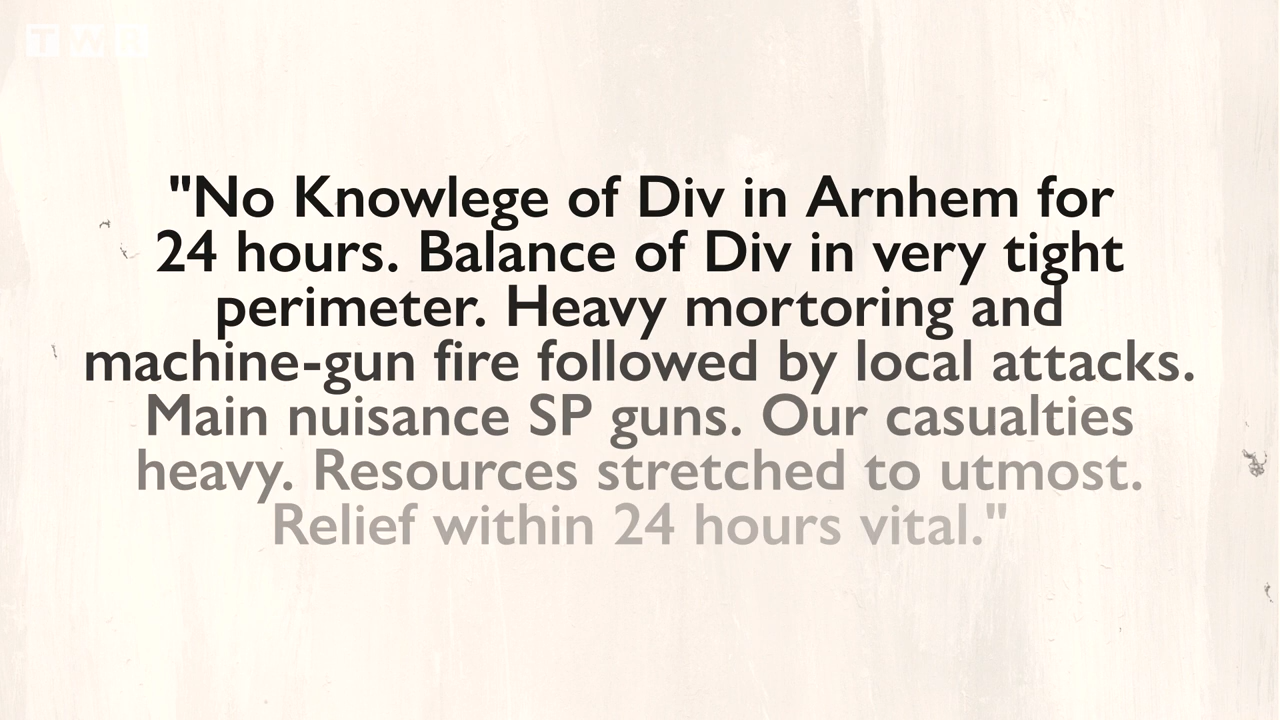 TWR
"No Knowlege of Div in Arnhem for
24 hours. Balance of Div in very tight
perimeter. Heavy mortoring and
machine-gun fire followed by local attacks.
Main nuisance SP guns. Our casualties
heavy. Resources stretched to utmost.
Relief within 24 hours vital."